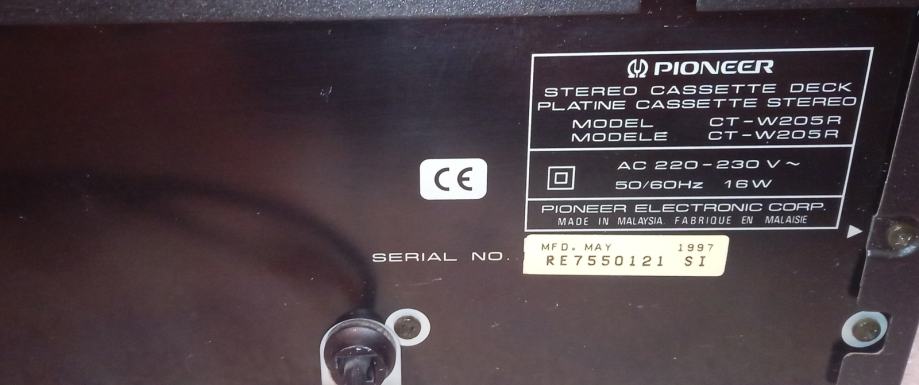 PIONEER
STEREO CASSETTE DECK
PLATINE CASSETTE STEREO
MODEL CT-W205R
MODELE CT-W205R
AC 220-230 V ~
50/60Hz 16W
PIONEER ELECTRONIC CORP.
MADE IN MALAYSIA. FABRIQUE EN MALAISIE
CE
SERIAL NO.
MFD. MAY 1997
RE7550121 SI